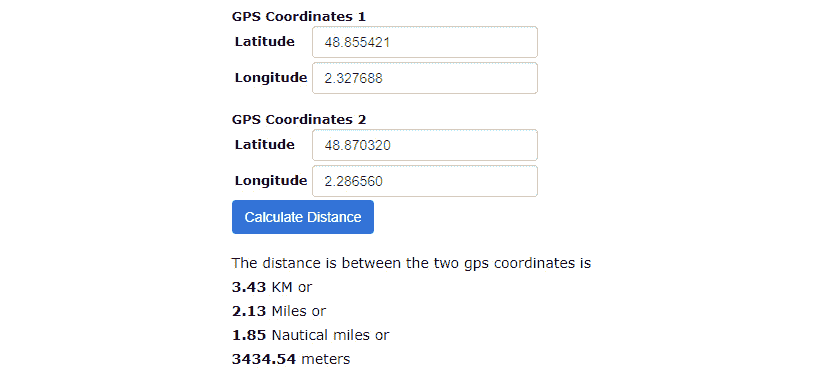 GPS Coordinates 1
Latitude 48.855421
Longitude 2.327688
GPS Coordinates 2
Latitude 48.870320
Longitude 2.286560
Calculate Distance
The distance is between the two gps coordinates is
3.43 KM or
2.13 Miles or
1.85 Nautical miles or
3434.54 meters